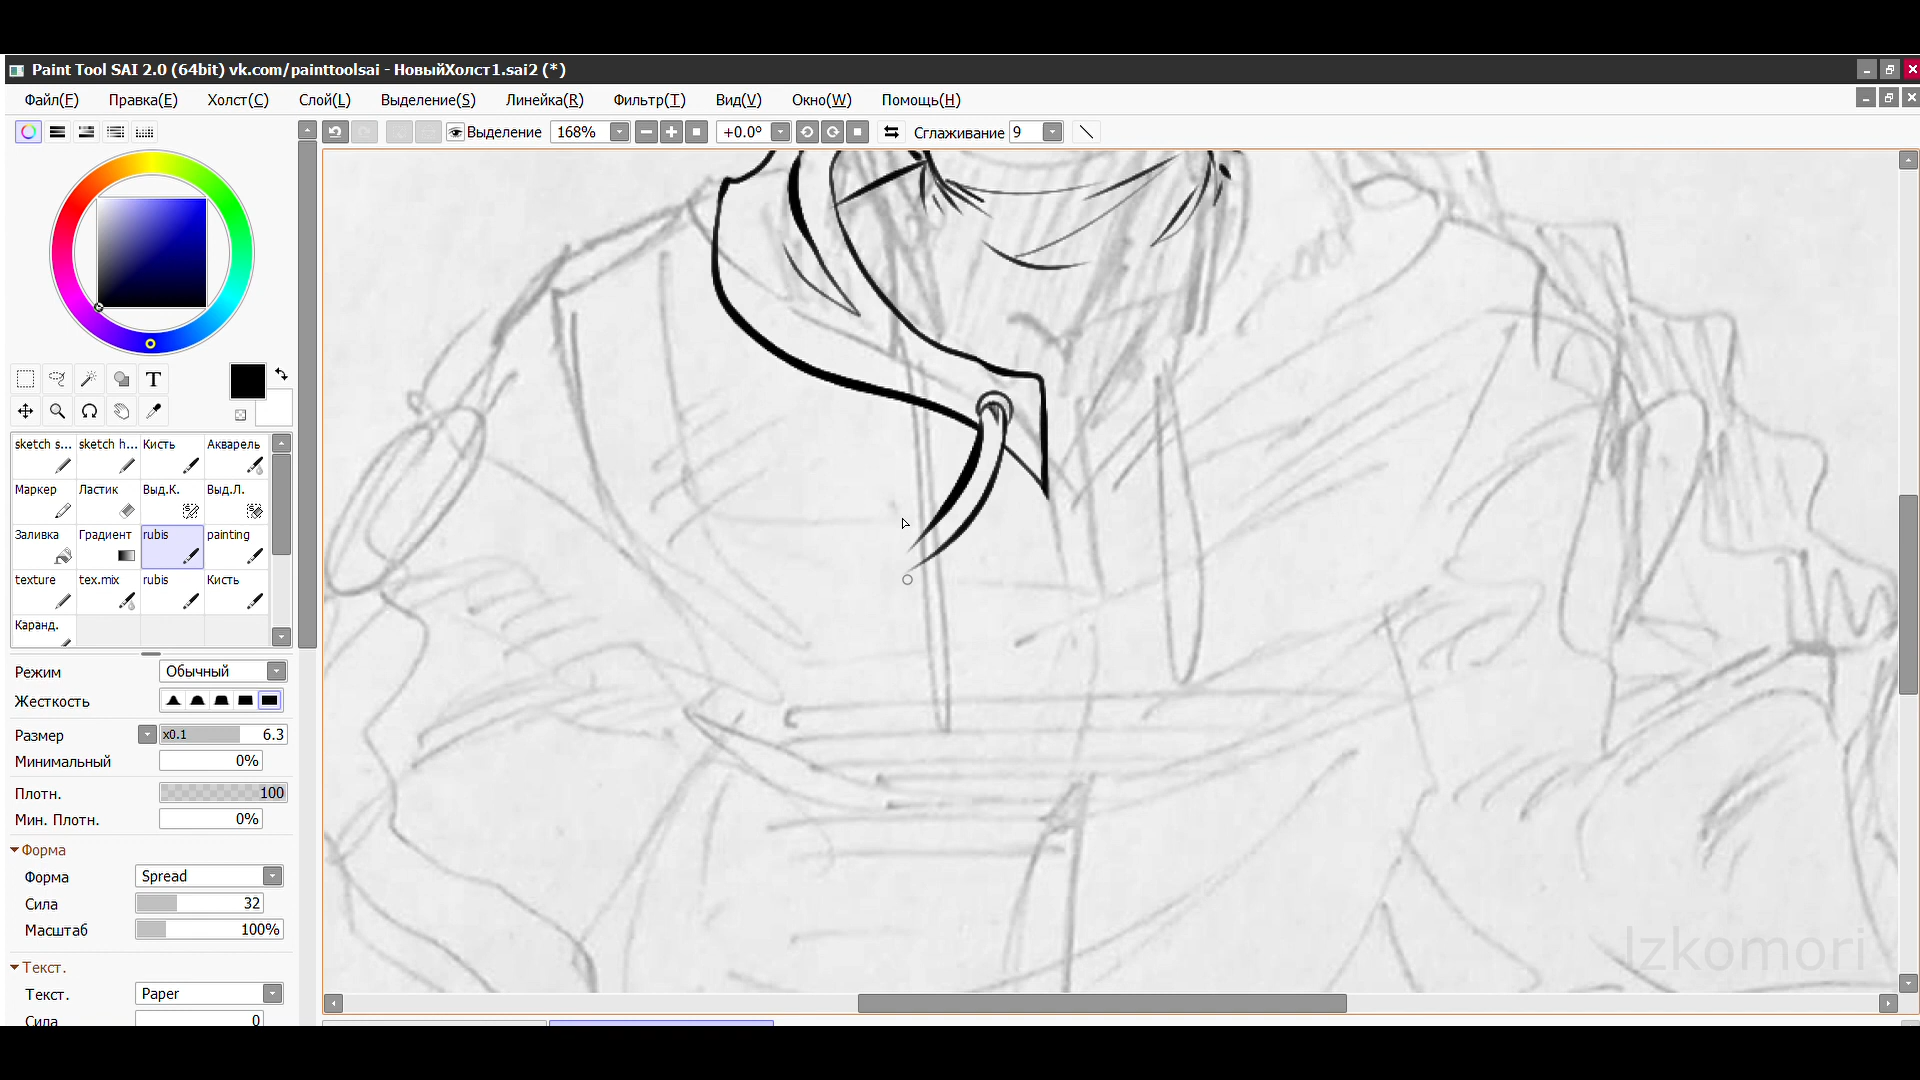 Paint Tool SAI 2.0 (64bit) vk.com/painttoolsai - НовыйХолст1.sai2 (*)
Файл(F) Правка(E) Холст(C) Слой(L) Выделение(S) Линейка(R) Фильтр(T) Вид(V) Окно(W) Помощь(H)
Выделение 168% +0.0° Сглаживание 9
T
sketch s... sketch h... Кисть Акварель
Маркер Ластик Выд.К. Выд.Л.
Заливка Градиент rubis painting
texture tex.mix rubis Кисть
Каранд.
Режим Обычный
Жесткость
Размер x0.1 6.3
Минимальный 0%
Плотн. 100
Мин. Плотн. 0%
Форма
Форма Spread
Сила 32
Масштаб 100%
Текст.
Текст. Paper
Сила 0
Izkomori